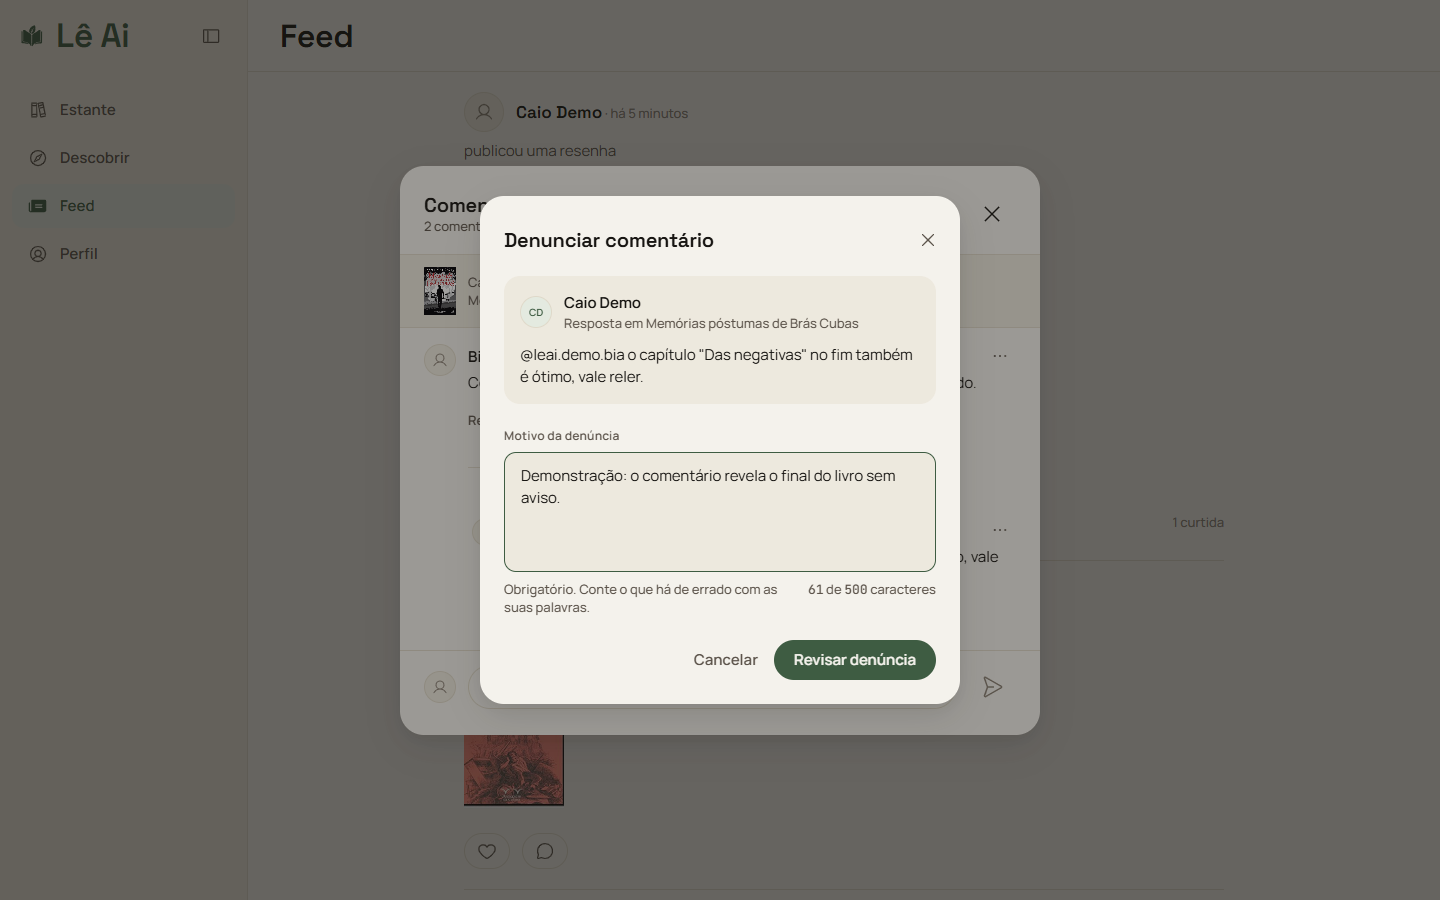 Lê Ai
Feed
Estante
Descobrir
Feed
Perfil
Caio Demo · há 5 minutos
publicou uma resenha
2
Denunciar comentário
CD
Caio Demo
Resposta em Memórias póstumas de Brás Cubas
@leai.demo.bia o capítulo "Das negativas" no fim também
é ótimo, vale reler.
Motivo da denúncia
Demonstração: o comentário revela o final do livro sem
aviso.
Obrigatório. Conte o que há de errado com as
suas palavras.
61 de 500 caracteres
Cancelar
Revisar denúncia
vale
1 curtida